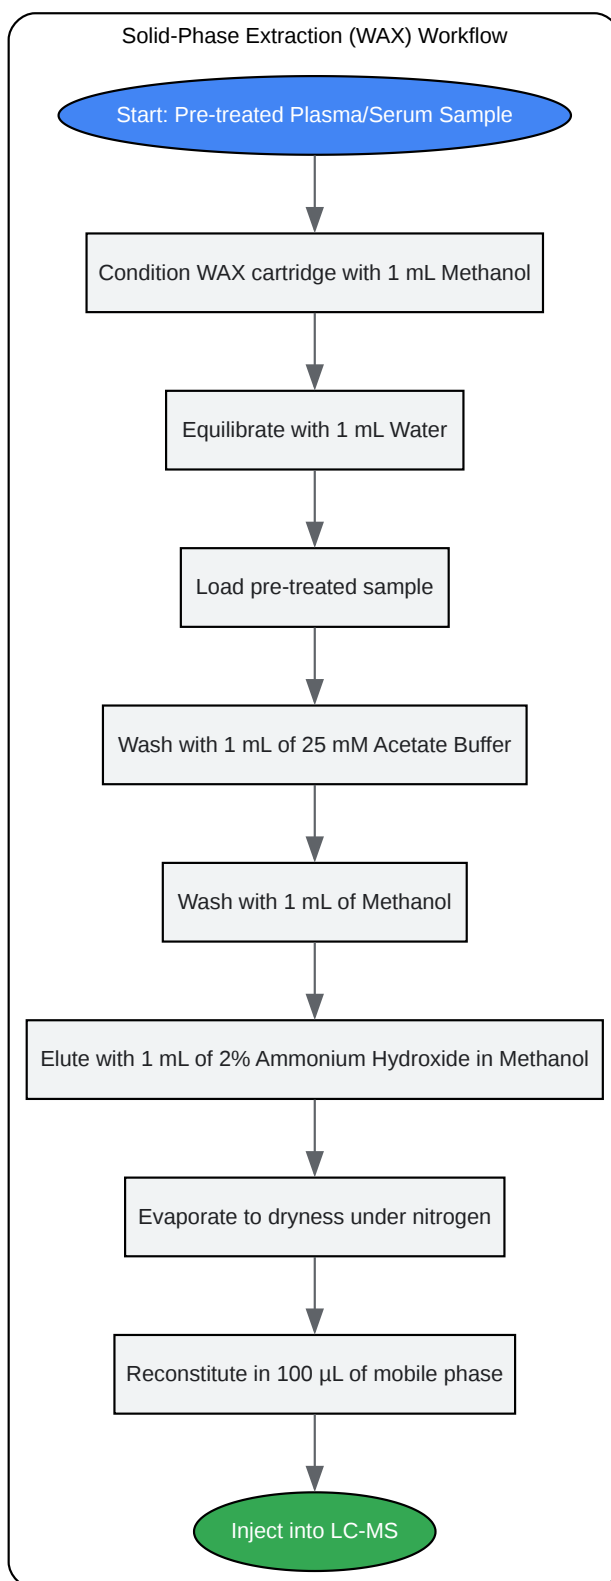 Solid-Phase Extraction (WAX) Workflow
Start: Pre-treated Plasma/Serum Sample
Condition WAX cartridge with 1 mL Methanol
Equilibrate with 1 mL Water
Load pre-treated sample
Wash with 1 mL of 25 mM Acetate Buffer
Wash with 1 mL of Methanol
Elute with 1 mL of 2% Ammonium Hydroxide in Methanol
Evaporate to dryness under nitrogen
Reconstitute in 100 µL of mobile phase
Inject into LC-MS